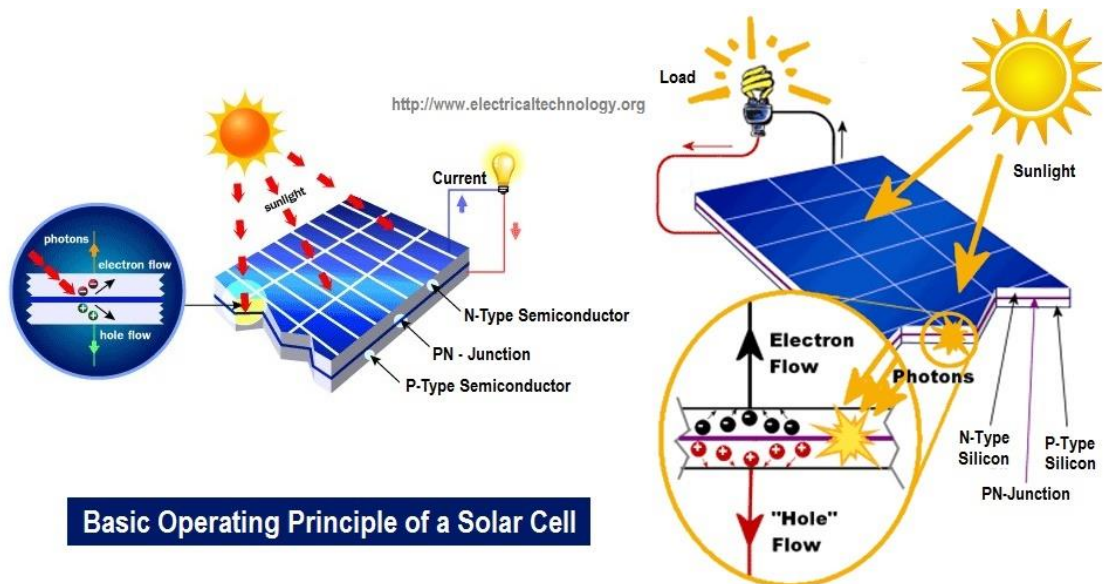 http://www.electricaltechnology.org
sunlight
Current
photons
electron flow
hole flow
N-Type Semiconductor
PN - Junction
P-Type Semiconductor
Basic Operating Principle of a Solar Cell
Load
Sunlight
Electron
Flow
Photons
"Hole"
Flow
N-Type
Silicon
P-Type
Silicon
PN-Junction